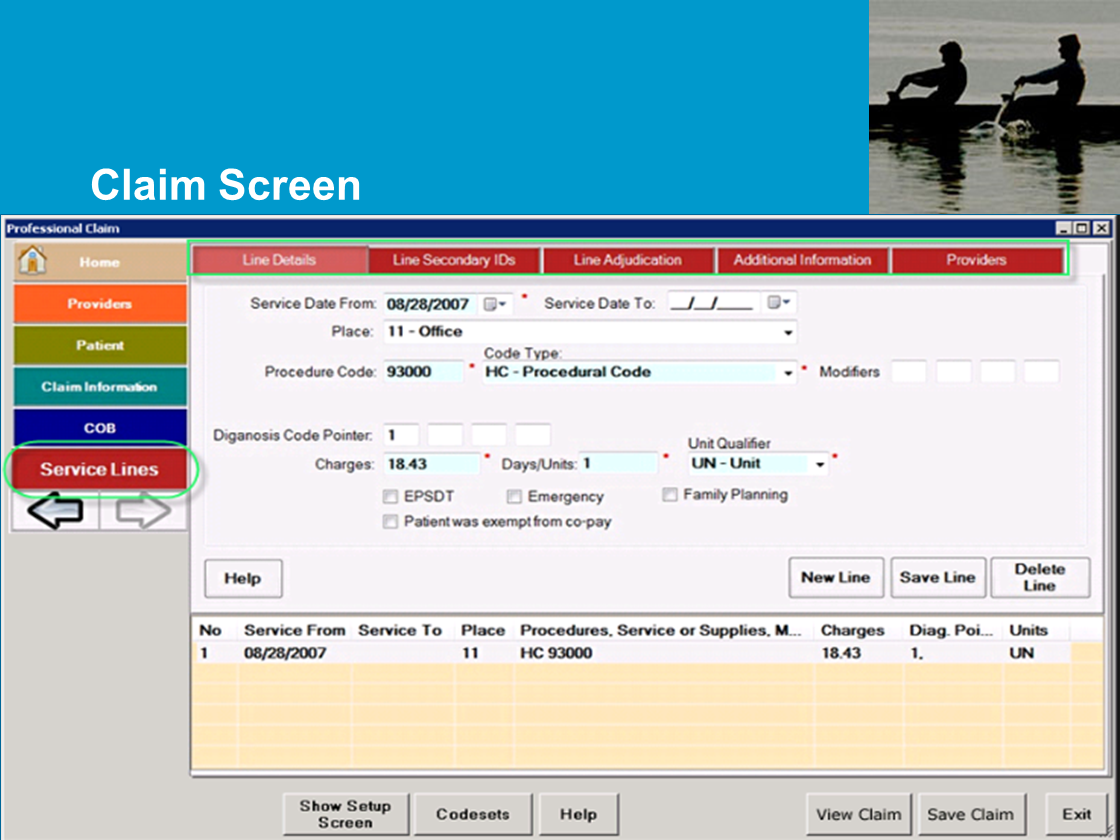 Claim Screen
Professional Claim
Home
Providers
Patient
Claim Information
COB
Service Lines
Line Details Line Secondary IDs Line Adjudication Additional Information Providers
Service Date From: 08/28/2007 * Service Date To: __/__/____
Place: 11 - Office
Code Type:
Procedure Code: 93000 * HC - Procedural Code * Modifiers
Diganosis Code Pointer: 1
Unit Qualifier
Charges: 18.43 * Days/Units: 1 * UN - Unit *
EPSDT Emergency Family Planning
Patient was exempt from co-pay
Help New Line Save Line Delete Line
No Service From Service To Place Procedures, Service or Supplies, M... Charges Diag. Poi... Units
1 08/28/2007 11 HC 93000 18.43 1, UN
Show Setup Screen Codesets Help View Claim Save Claim Exit